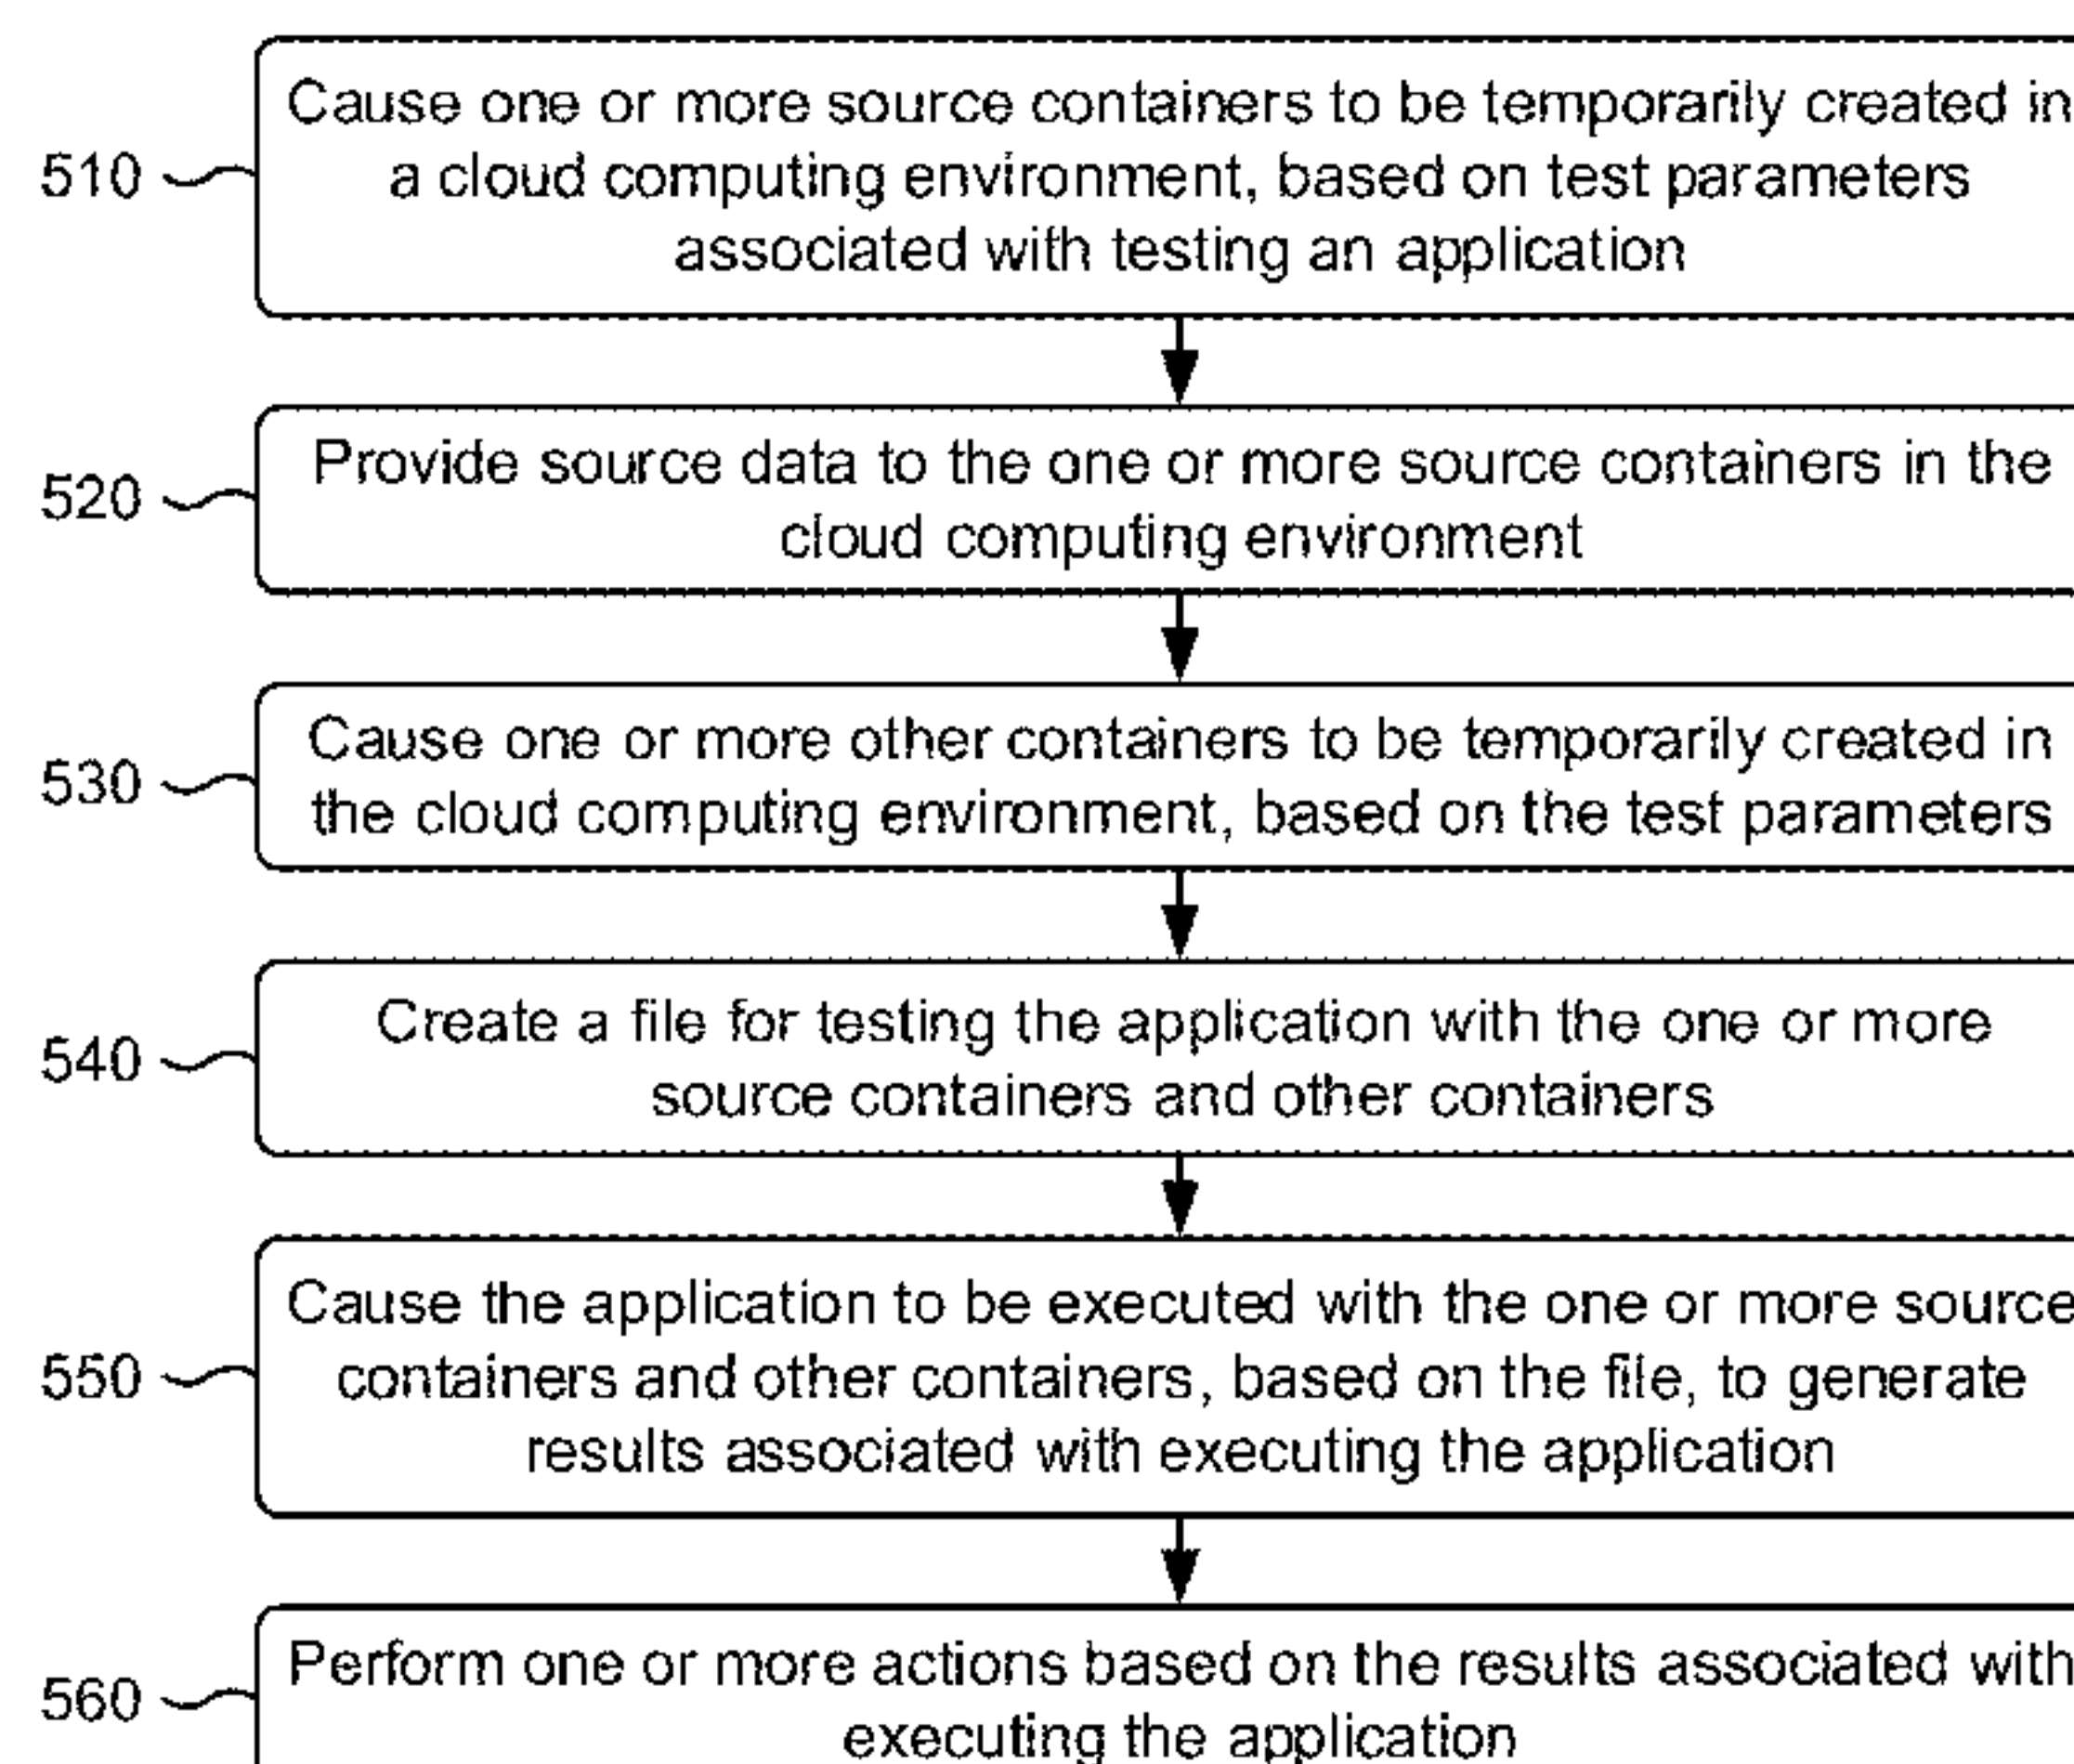 Cause one or more source containers to be temporarily created in
510
a cloud computing environment, based on test parameters
associated with testing an application
Provide source data to the one or more source containers in the
520
cloud computing environment
Cause one or more other containers to be temporarily created in
530
the cloud computing environment, based on the test parameters
Create a file for testing the application with the one or more
540
source containers and other containers
Cause the application to be executed with the one or more source
550
containers and other containers, based on the file, to generate
results associated with executing the application
Perform one or more actions based on the results associated with
560
executing the application